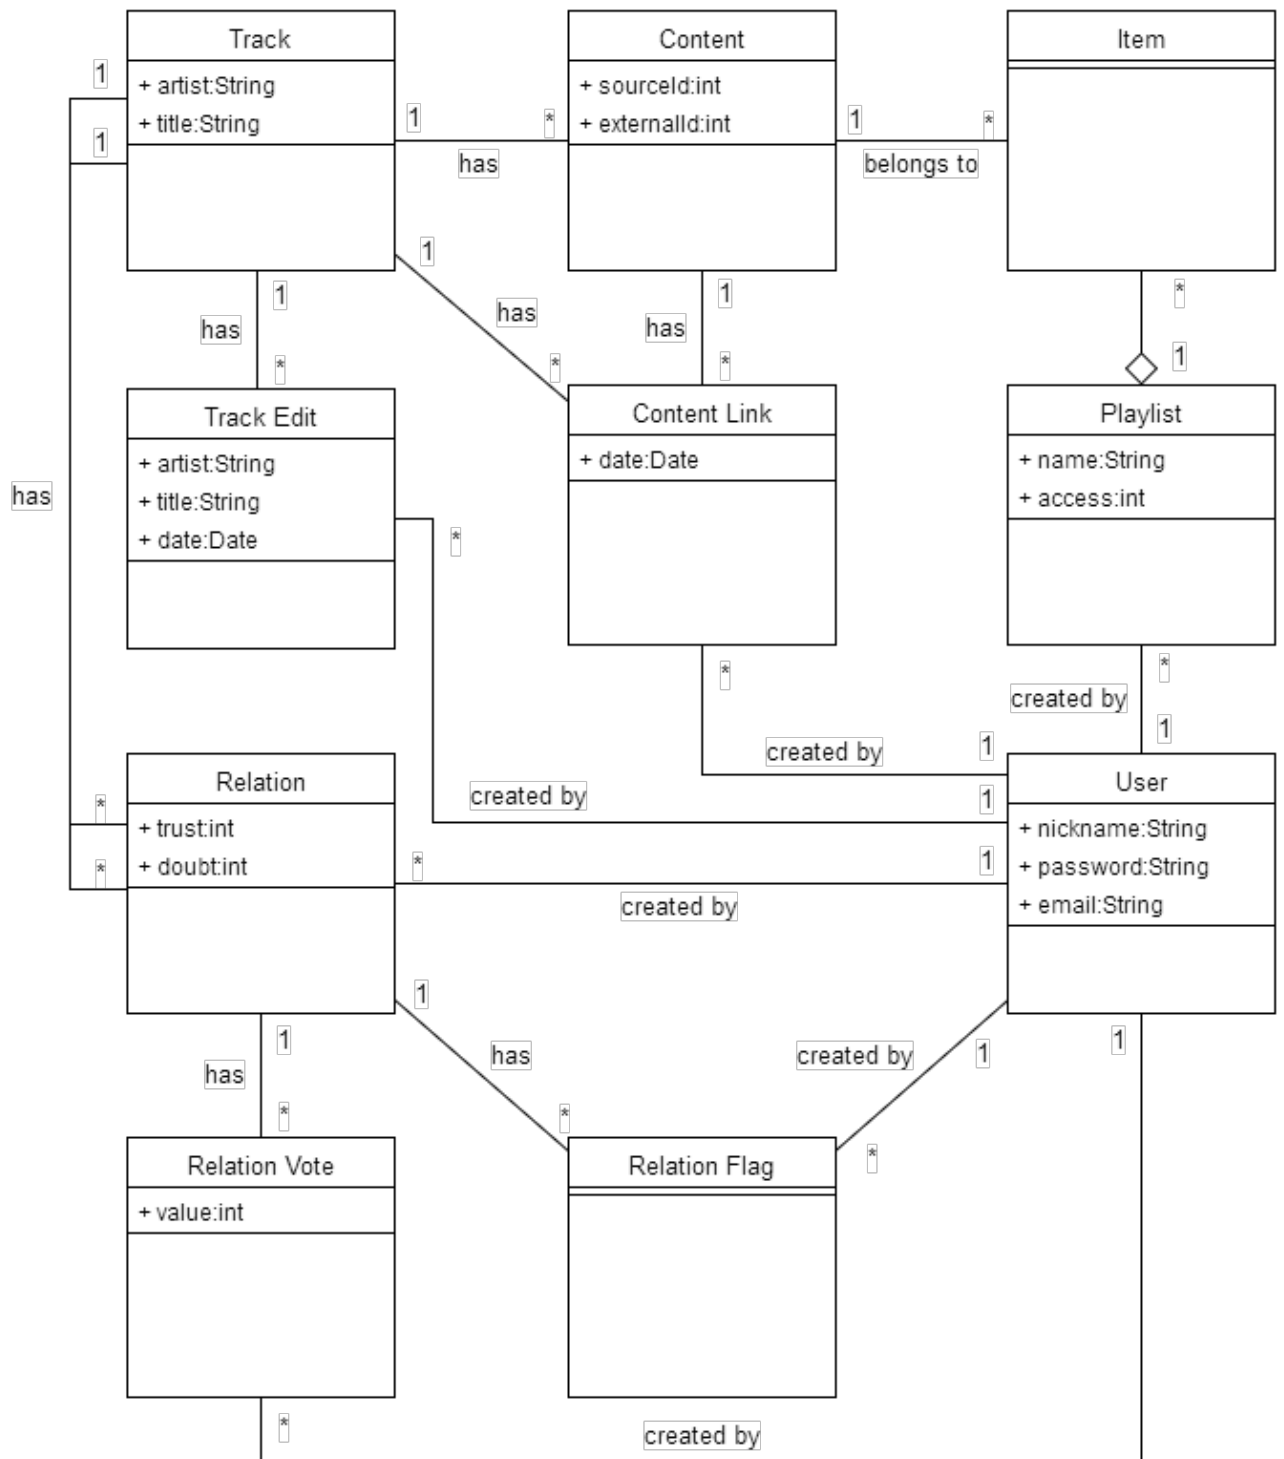 Track
+ artist:String
+ title:String
Content
+ sourceId:int
+ externalId:int
Item
1
1
1
*
has
1
*
belongs to
1
has
*
1
has
*
1
has
*
*
1
Track Edit
+ artist:String
+ title:String
+ date:Date
Content Link
+ date:Date
Playlist
+ name:String
+ access:int
has
*
*
created by
1
*
created by
1
created by
1
*
Relation
+ trust:int
+ doubt:int
User
+ nickname:String
+ password:String
+ email:String
*
*
*
created by
1
1
has
*
1
has
*
created by
1
*
1
Relation Vote
+ value:int
Relation Flag
*
created by